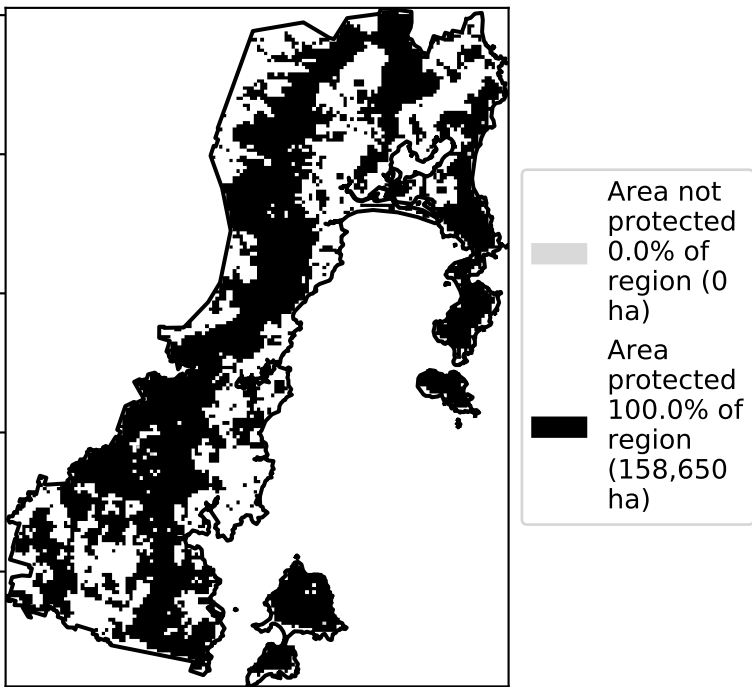 Area not
protected
0.0% of
region (0
ha)
Area
protected
100.0% of
region
(158,650
ha)